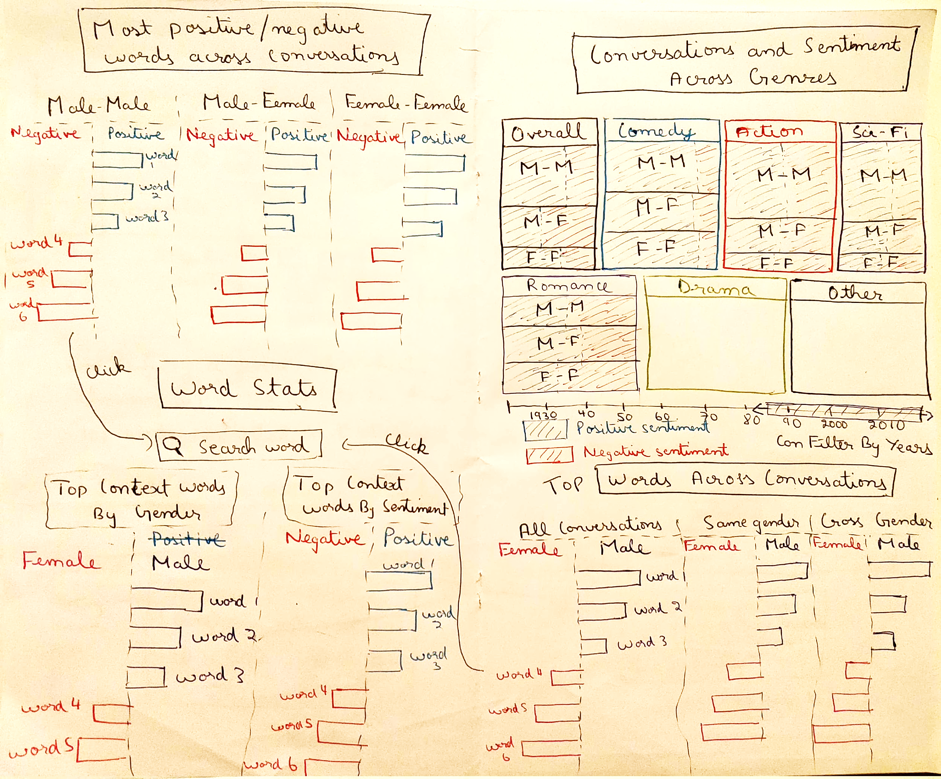 Most positive/negative
words across conversations
Male-Male
Male-Female
Female-Female
Negative
Positive
Negative
Positive
Negative
Positive
word
1
word
2
word 3
word 4
word
5
word
6
click
Word Stats
Search word
click
Top Context words
By Gender
Top Context
Words By Sentiment
Positive
Female
Male
word 1
word 2
word 3
word 4
word 5
Negative
Positive
word 1
word
2
word
3
word 4
word 5
word 6
Conversations and Sentiment
Across Genres
Overall
M-M
M-F
F-F
Comedy
M-M
M-F
F-F
Action
M-M
M-F
F-F
Sci-Fi
M-M
M-F
F-F
Romance
M-M
M-F
F-F
Drama
Other
1930 40 50 60 70 80 90 2000 2010
Positive sentiment
Can Filter By Years
Negative sentiment
Top Words Across Conversations
All Conversations
Same gender
Cross Gender
Female
Male
Female
Male
Female
Male
word 1
word 2
word 3
word 4
word 5
word
6